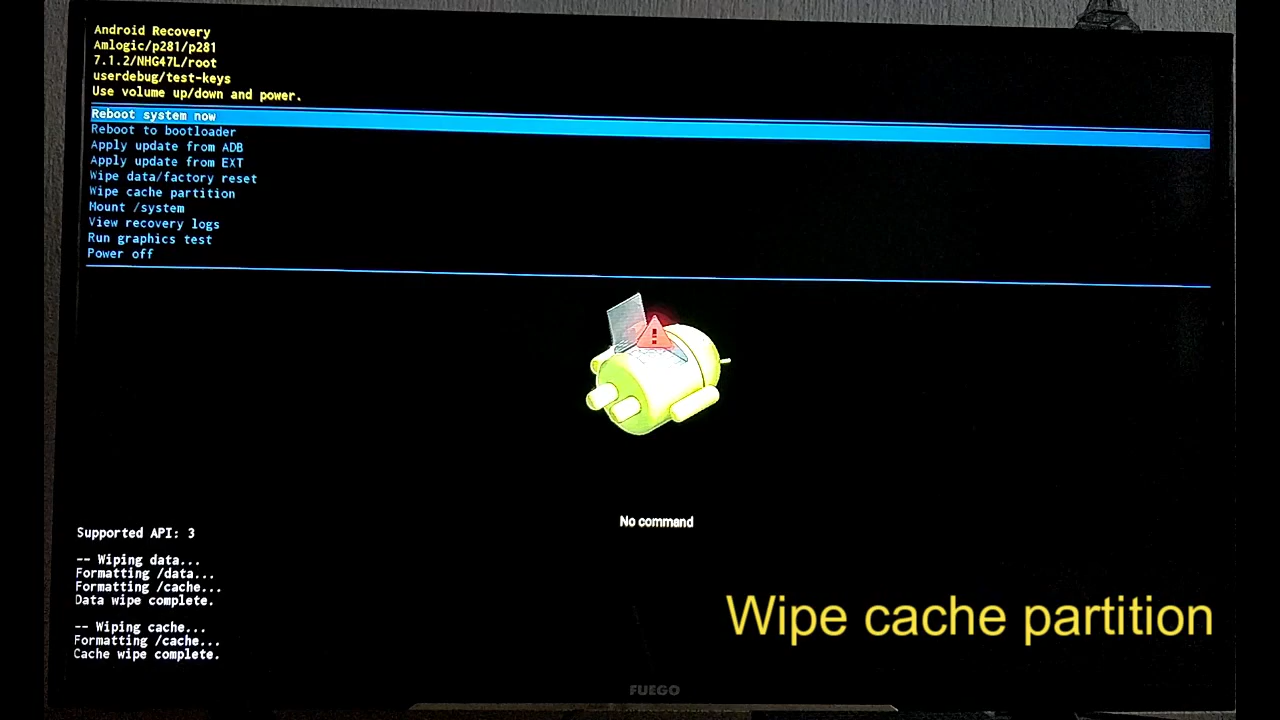 Android Recovery
Amlogic/p281/p281
7.1.2/NHG47L/root
userdebug/test-keys
Use volume up/down and power.
Reboot system now
Reboot to bootloader
Apply update from ADB
Apply update from EXT
Wipe data/factory reset
Wipe cache partition
Mount /system
View recovery logs
Run graphics test
Power off
No command
Supported API: 3
-- Wiping data...
Formatting /data...
Formatting /cache...
Data wipe complete.
-- Wiping cache...
Formatting /cache...
Cache wipe complete.
Wipe cache partition
FUEGO